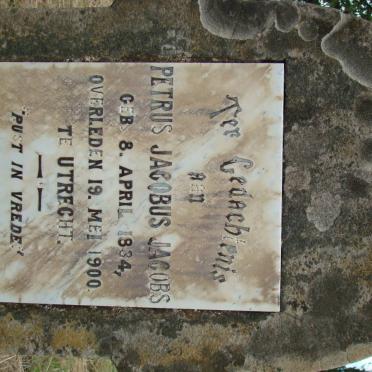 Ter Gedachtenis
aan
PETRUS JACOBUS JACOBS
GEB. 8. APRIL 1834,
OVERLEDEN 19. MEI 1900
TE UTRECHT.
"RUST IN VREDE."